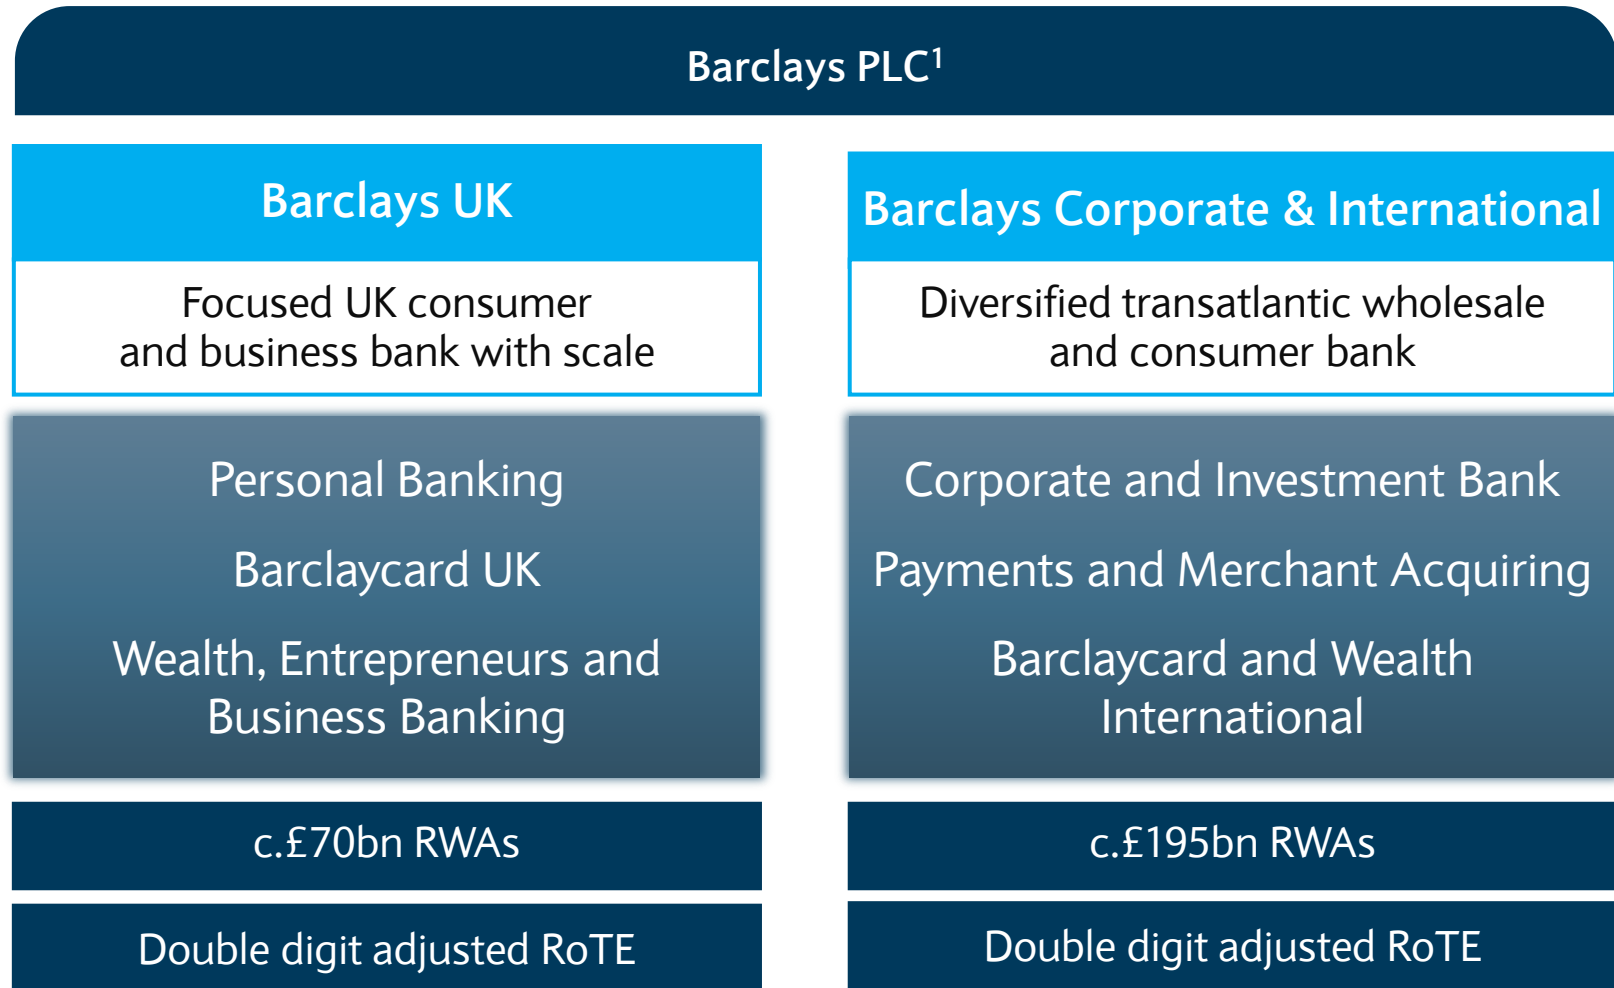 Barclays PLC1
Barclays UK
Focused UK consumer
and business bank with scale
Personal Banking
Barclaycard UK
Wealth, Entrepreneurs and
Business Banking
c.£70bn RWAs
Double digit adjusted RoTE
Barclays Corporate & International
Diversified transatlantic wholesale
and consumer bank
Corporate and Investment Bank
Payments and Merchant Acquiring
Barclaycard and Wealth
International
c.£195bn RWAs
Double digit adjusted RoTE